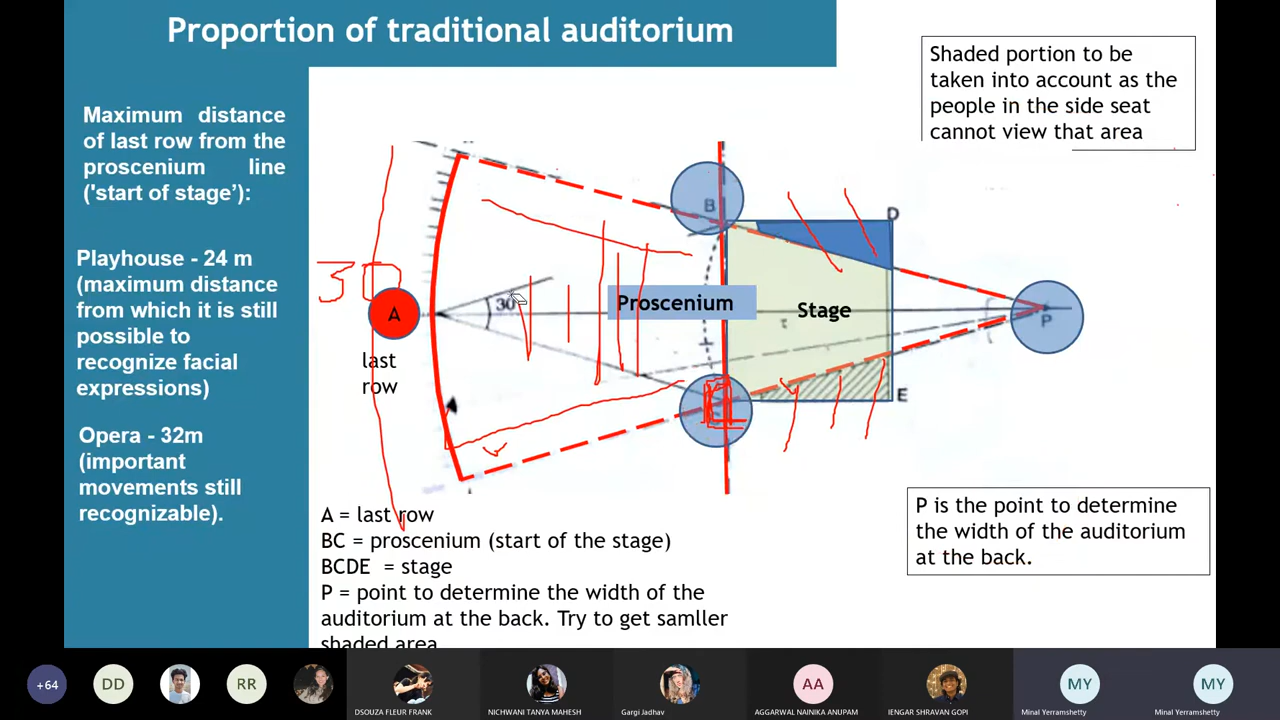 Proportion of traditional auditorium
Maximum distance
of last row from the
proscenium line
('start of stage'):
Playhouse - 24 m
(maximum distance
from which it is still
possible to
recognize facial
expressions)
Opera - 32m
(important
movements still
recognizable).
Shaded portion to be
taken into account as the
people in the side seat
cannot view that area
B
D
30
30
Proscenium
Stage
A
P
last
row
E
P is the point to determine
the width of the auditorium
at the back.
A = last row
BC = proscenium (start of the stage)
BCDE = stage
P = point to determine the width of the
auditorium at the back. Try to get samller
shaded area
+64
DD
RR
DSOUZA FLEUR FRANK
NICHWANI TANYA MAHESH
Gargi Jadhav
AA
AGGARWAL NAINIKA ANUPAM
IENGAR SHRAVAN GOPI
MY
Minal Yerramshetty
MY
Minal Yerramshetty